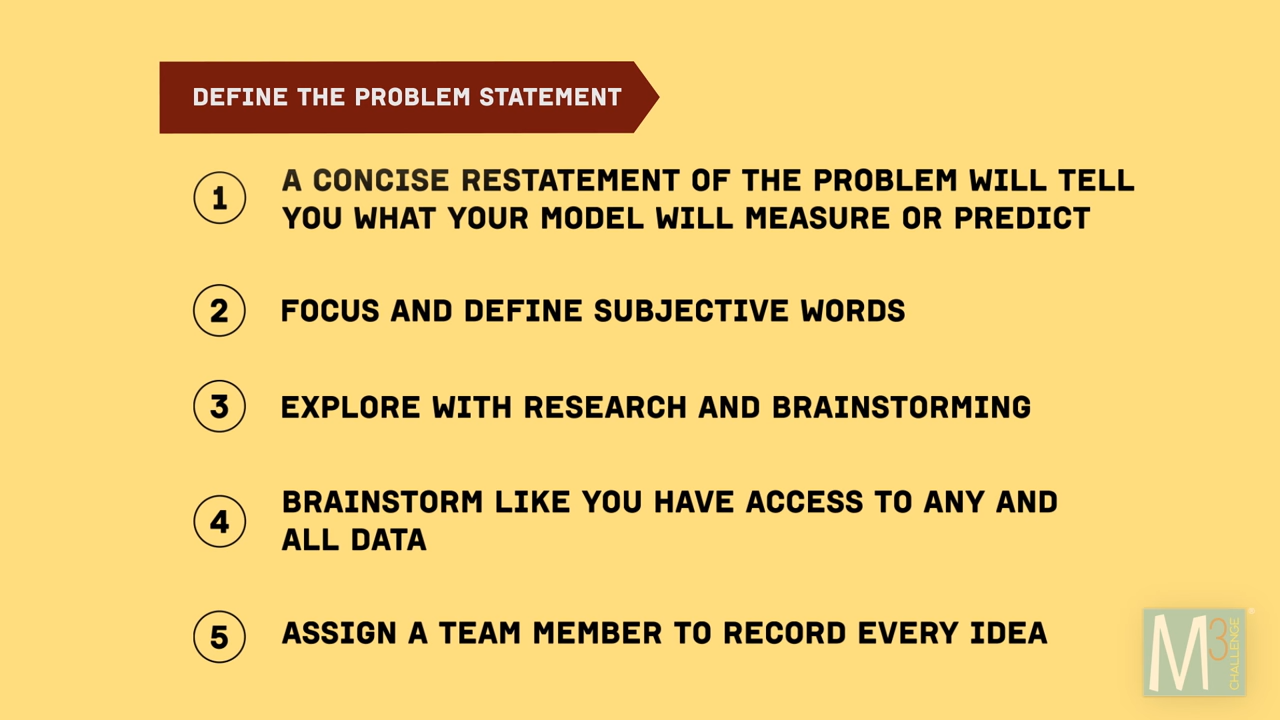 DEFINE THE PROBLEM STATEMENT
1 A CONCISE RESTATEMENT OF THE PROBLEM WILL TELL
YOU WHAT YOUR MODEL WILL MEASURE OR PREDICT
2 FOCUS AND DEFINE SUBJECTIVE WORDS
3 EXPLORE WITH RESEARCH AND BRAINSTORMING
4 BRAINSTORM LIKE YOU HAVE ACCESS TO ANY AND
ALL DATA
5 ASSIGN A TEAM MEMBER TO RECORD EVERY IDEA
M3 CHALLENGE ®